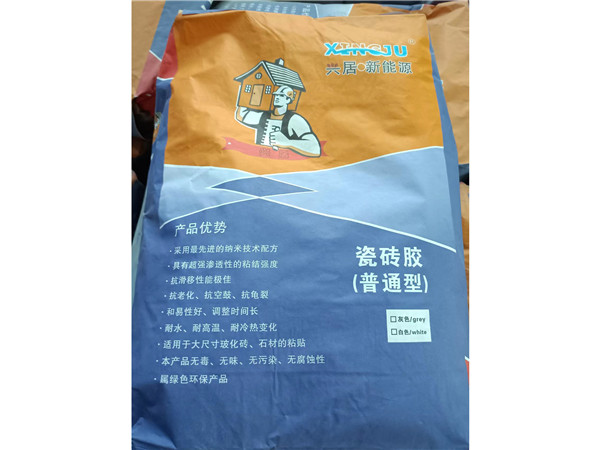 XINGJU
兴居·新能源
产品优势
·采用最先进的纳米技术配方
·具有超强渗透性的粘结强度
·抗滑移性能极佳
·抗老化、抗空鼓、抗龟裂
·和易性好、调整时间长
·耐水、耐高温、耐冷热变化
·适用于大尺寸玻化砖、石材的粘贴
·本产品无毒、无味、无污染、无腐蚀性
·属绿色环保产品
瓷砖胶
(普通型)
□灰色/grey
□白色/white